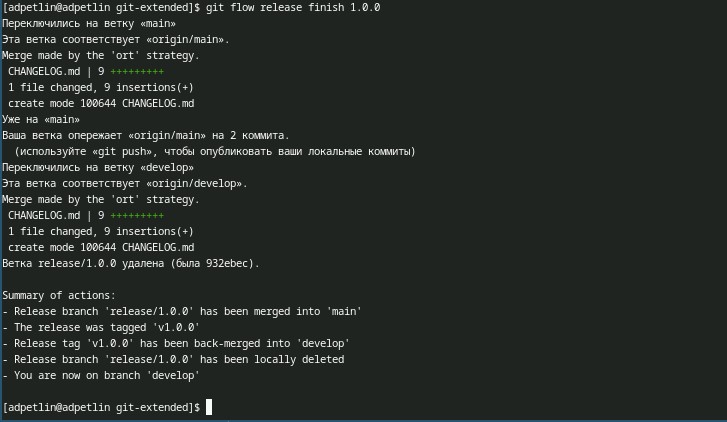 [adpetlin@adpetlin git-extended]$ git flow release finish 1.0.0
Переключились на ветку «main»
Эта ветка соответствует «origin/main».
Merge made by the 'ort' strategy.
 CHANGELOG.md | 9 +++++++++
 1 file changed, 9 insertions(+)
 create mode 100644 CHANGELOG.md
Уже на «main»
Ваша ветка опережает «origin/main» на 2 коммита.
  (используйте «git push», чтобы опубликовать ваши локальные коммиты)
Переключились на ветку «develop»
Эта ветка соответствует «origin/develop».
Merge made by the 'ort' strategy.
 CHANGELOG.md | 9 +++++++++
 1 file changed, 9 insertions(+)
 create mode 100644 CHANGELOG.md
Ветка release/1.0.0 удалена (была 932ebec).

Summary of actions:
- Release branch 'release/1.0.0' has been merged into 'main'
- The release was tagged 'v1.0.0'
- Release tag 'v1.0.0' has been back-merged into 'develop'
- Release branch 'release/1.0.0' has been locally deleted
- You are now on branch 'develop'

[adpetlin@adpetlin git-extended]$